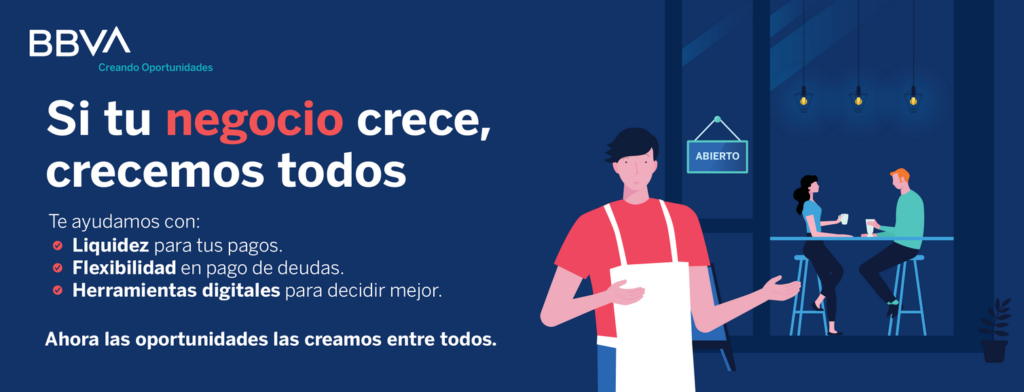 BBVA
Creando Oportunidades
Si tu negocio crece,
crecemos todos
Te ayudamos con:
Liquidez para tus pagos.
Flexibilidad en pago de deudas.
Herramientas digitales para decidir mejor.
Ahora las oportunidades las creamos entre todos.
ABIERTO